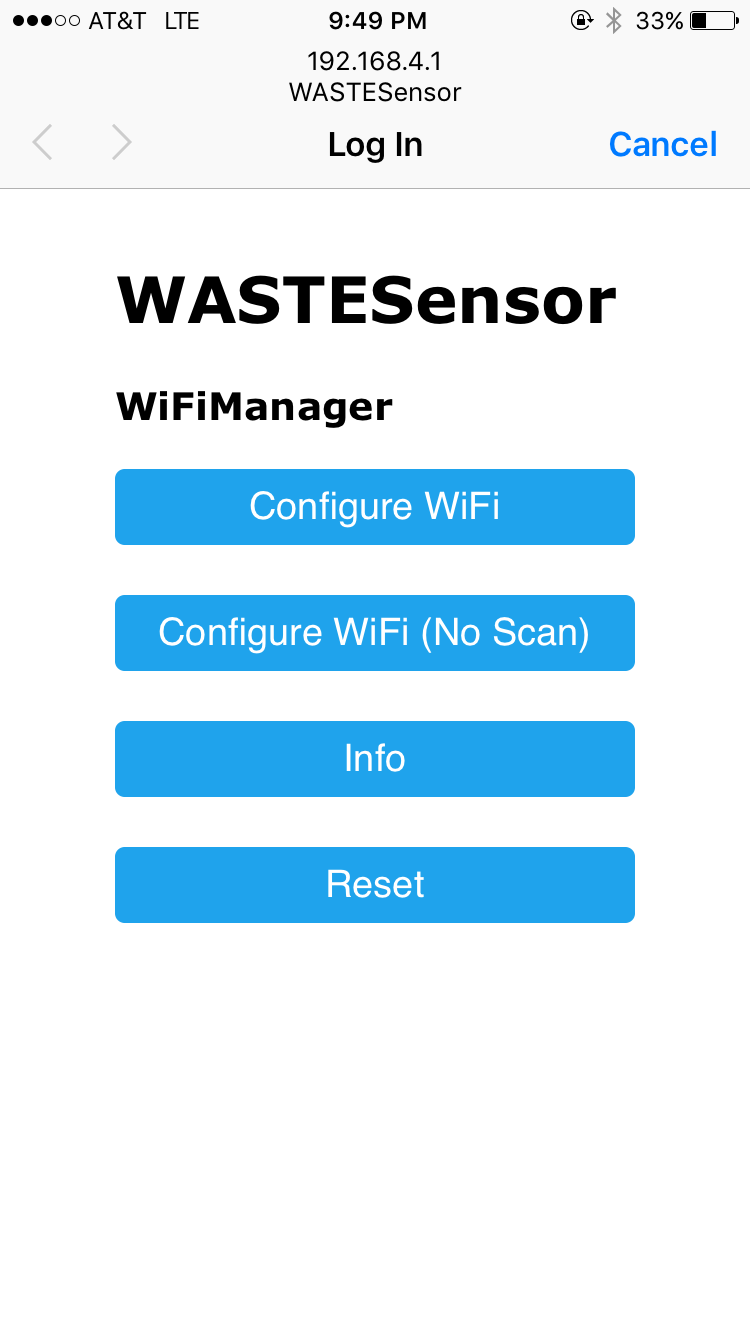 AT&T LTE 9:49 PM 33%
192.168.4.1
WASTESensor
Log In Cancel
WASTESensor
WiFiManager
Configure WiFi
Configure WiFi (No Scan)
Info
Reset